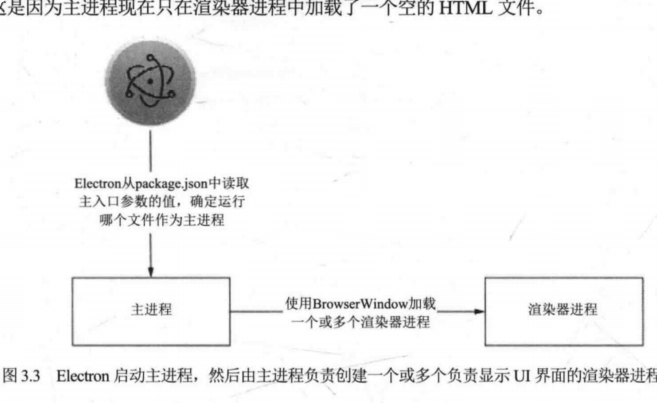 这是因为主进程现在只在渲染器进程中加载了一个空的 HTML 文件。
Electron从package.json中读取
主入口参数的值，确定运行
哪个文件作为主进程
主进程
使用BrowserWindow加载
一个或多个渲染器进程
渲染器进程
图 3.3 Electron 启动主进程，然后由主进程负责创建一个或多个负责显示 UI 界面的渲染器进程